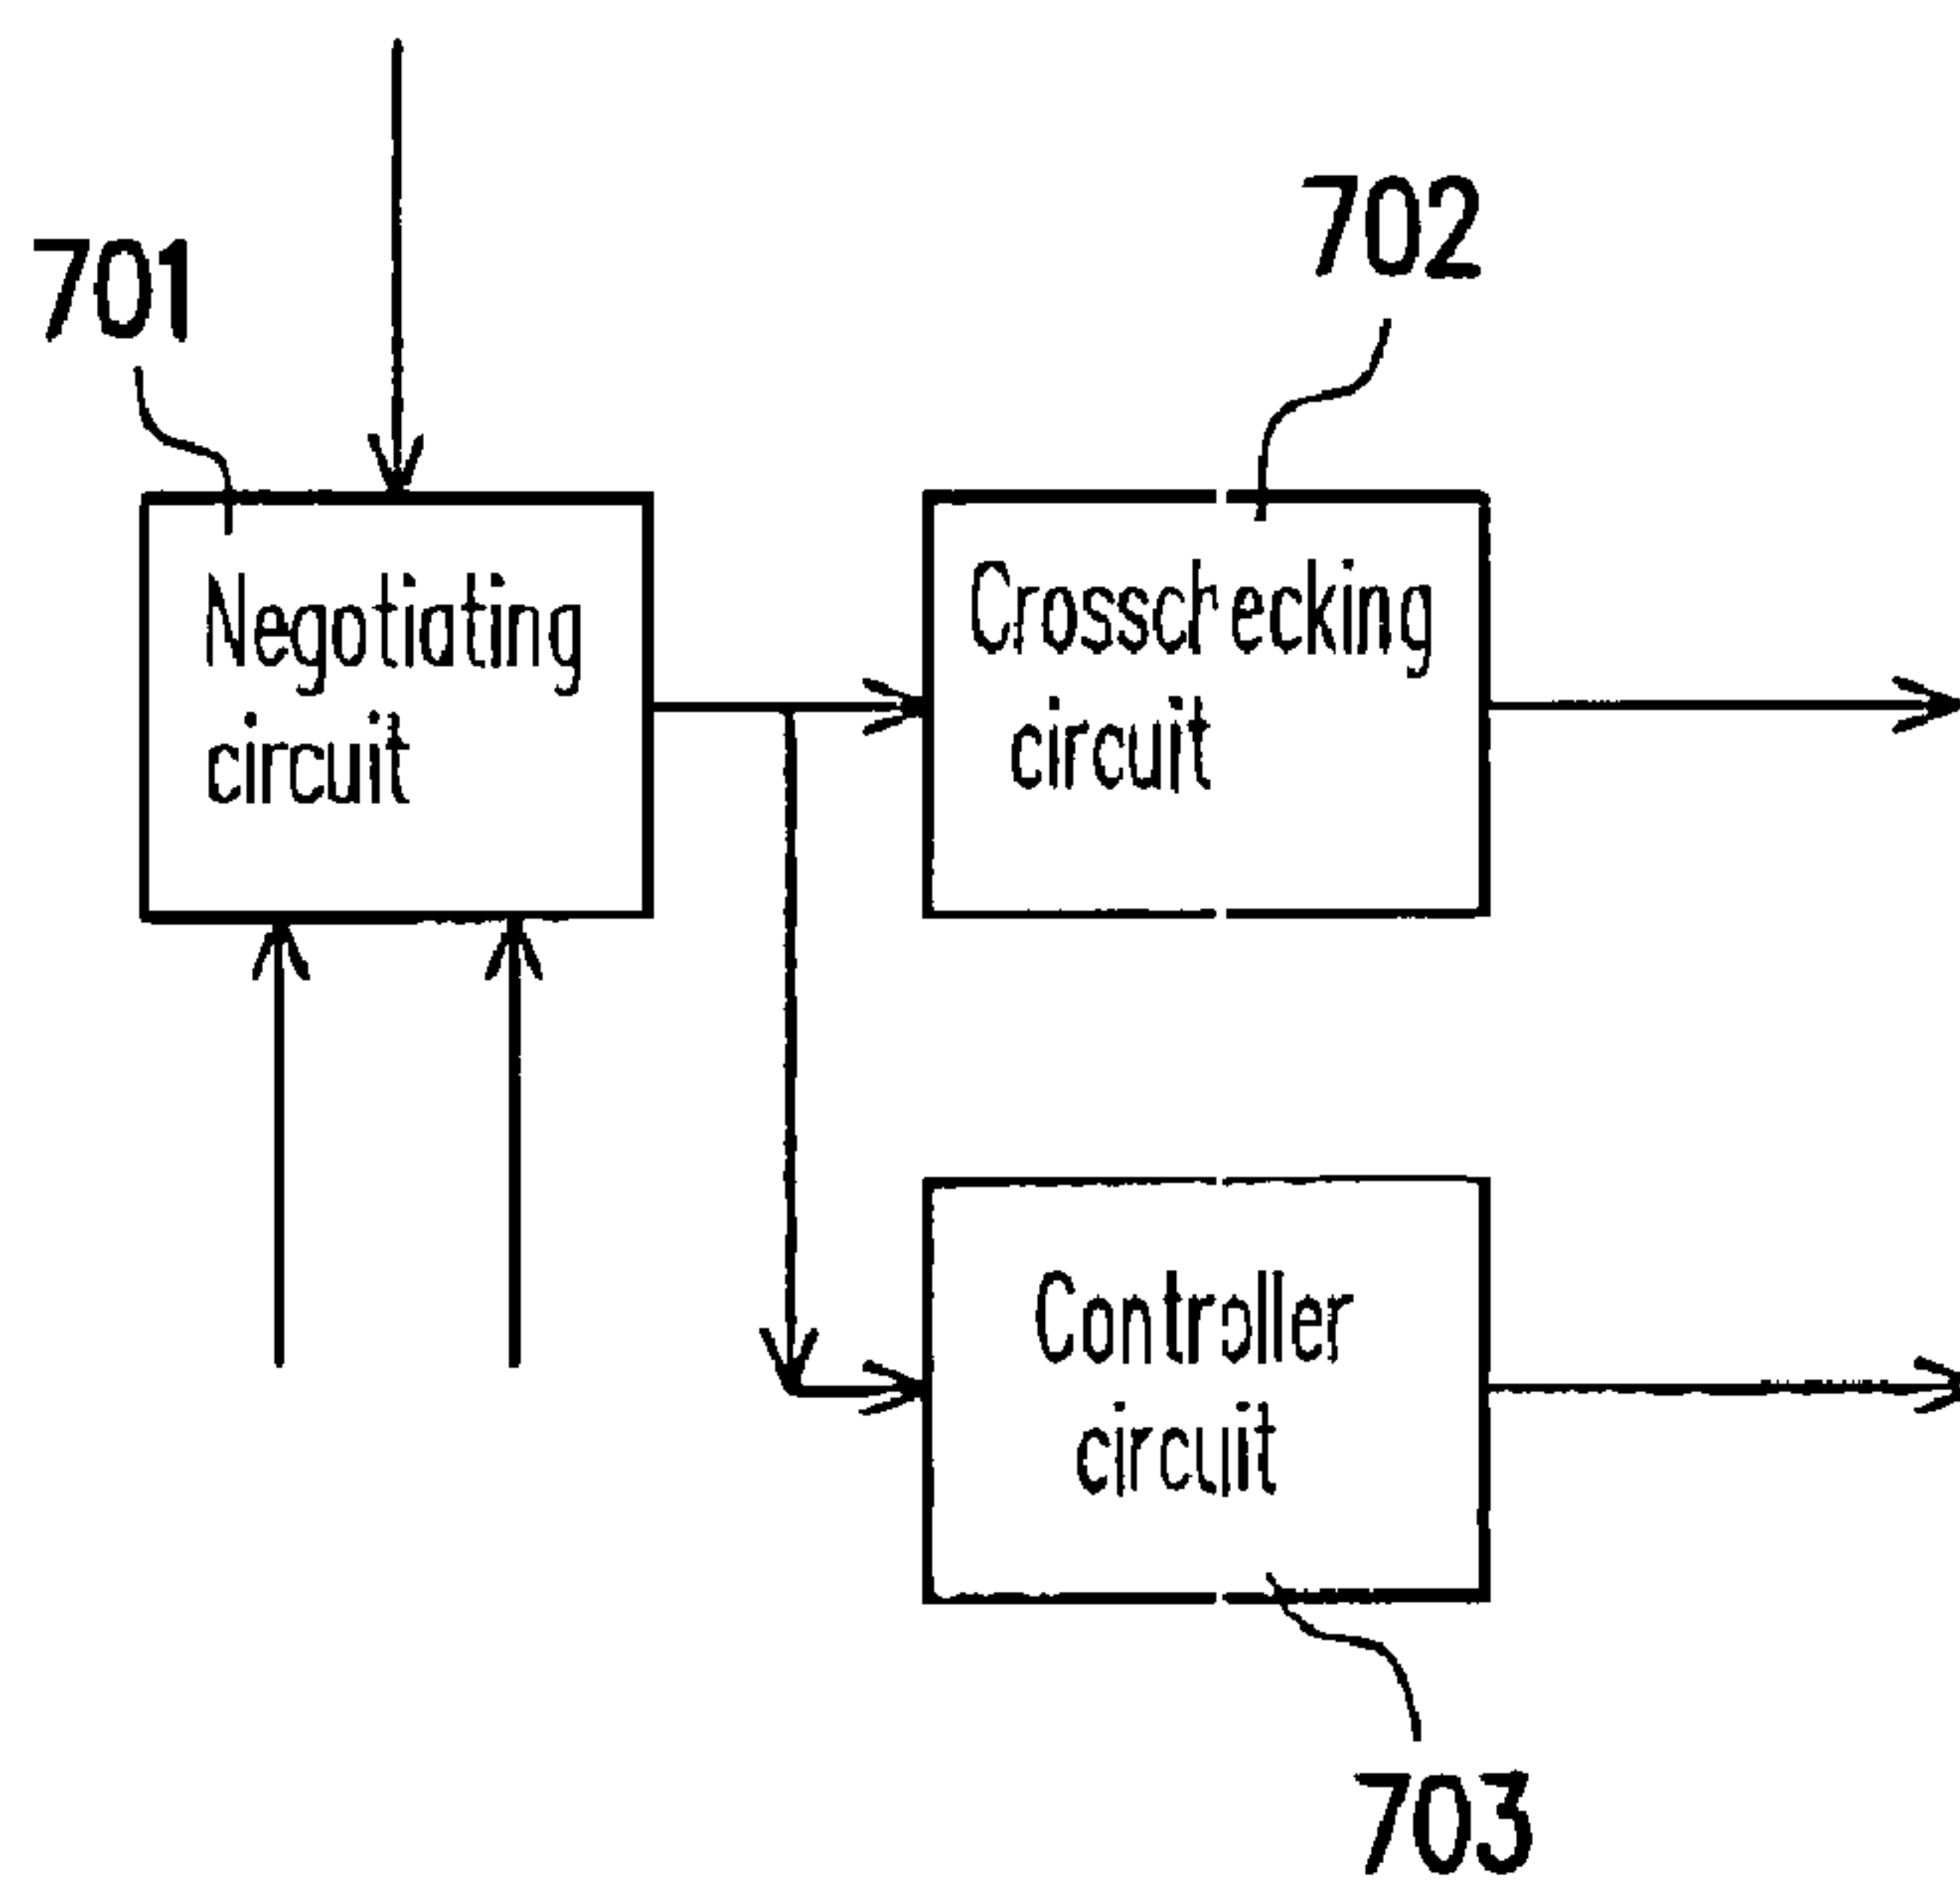 701
702
Negotiating
circuit
Crosschecking
circuit
Controller
circuit
703